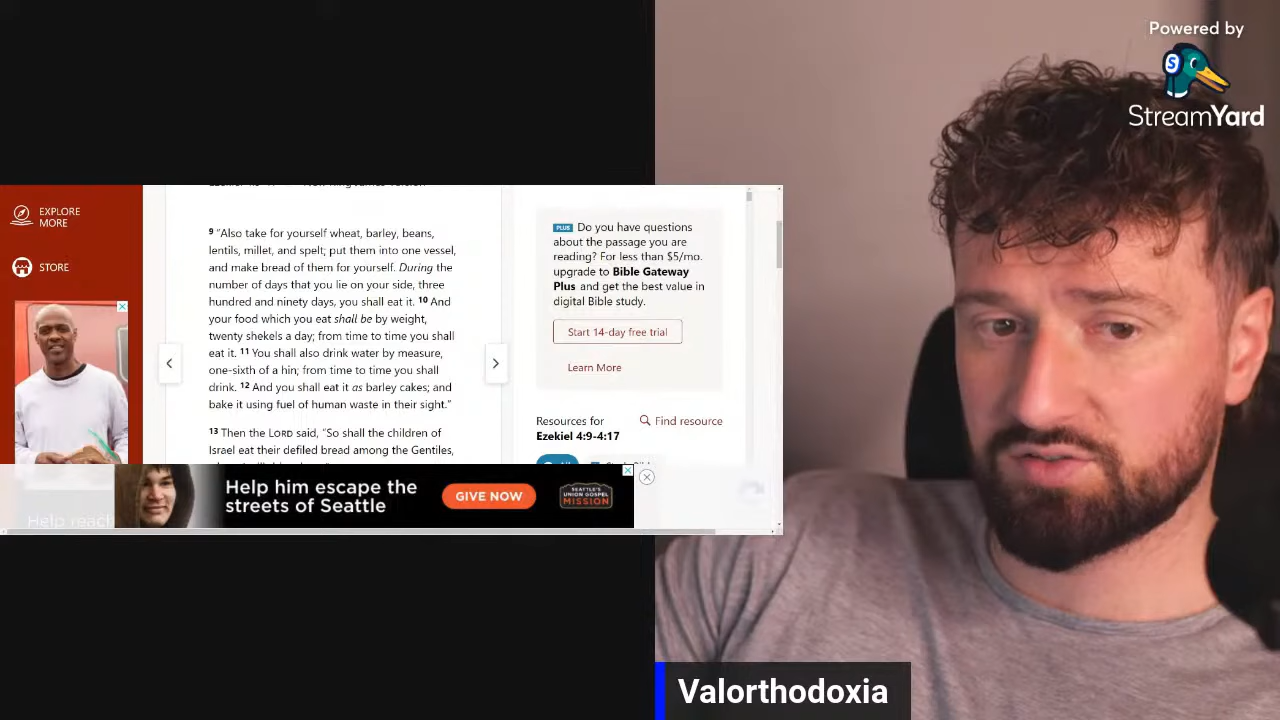 Powered by
StreamYard
EXPLORE
MORE
STORE
9 "Also take for yourself wheat, barley, beans,
lentils, millet, and spelt; put them into one vessel,
and make bread of them for yourself. During the
number of days that you lie on your side, three
hundred and ninety days, you shall eat it. 10 And
your food which you eat shall be by weight,
twenty shekels a day; from time to time you shall
eat it. 11 You shall also drink water by measure,
one-sixth of a hin; from time to time you shall
drink. 12 And you shall eat it as barley cakes; and
bake it using fuel of human waste in their sight."
13 Then the LORD said, "So shall the children of
Israel eat their defiled bread among the Gentiles,
PLUS Do you have questions
about the passage you are
reading? For less than $5/mo.
upgrade to Bible Gateway
Plus and get the best value in
digital Bible study.
Start 14-day free trial
Learn More
Resources for
Ezekiel 4:9-4:17
Find resource
Help reach
Help him escape the
streets of Seattle
GIVE NOW
SEATTLE'S
UNION GOSPEL
MISSION
Valorthodoxia